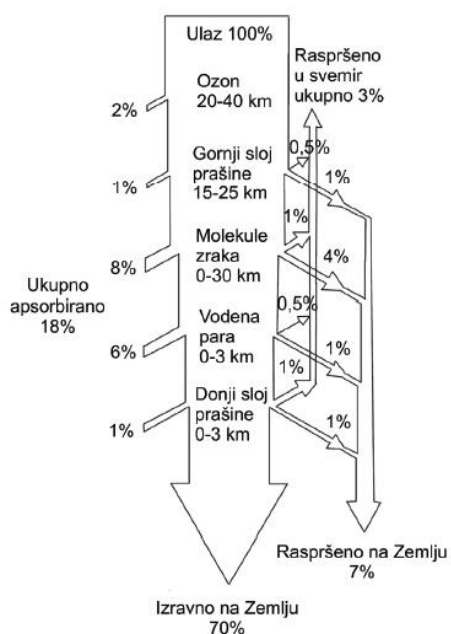 Ulaz 100%
Raspršeno
u svemir
ukupno 3%
Ozon
20-40 km
2%
0,5%
Gornji sloj
prašine
15-25 km
1%
1%
Molekule
zraka
0-30 km
1%
8%
4%
Ukupno
apsorbirano
18%
Vodena
para
0-3 km
0,5%
6%
1%
Donji sloj
prašine
0-3 km
1%
1%
1%
Raspršeno na Zemlju
7%
Izravno na Zemlju
70%